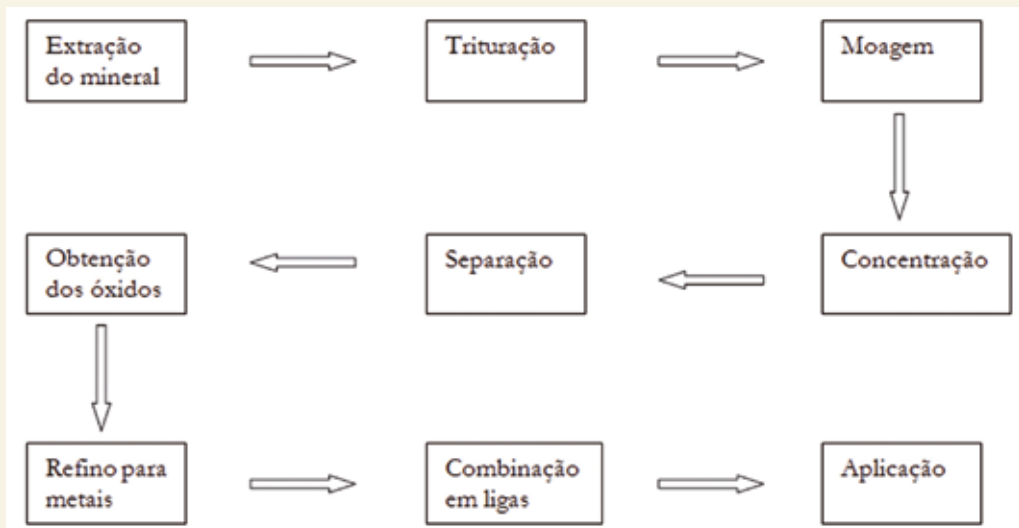 Extração
do mineral
Trituração
Moagem
Concentração
Separação
Obtenção
dos óxidos
Refino para
metais
Combinação
em ligas
Aplicação